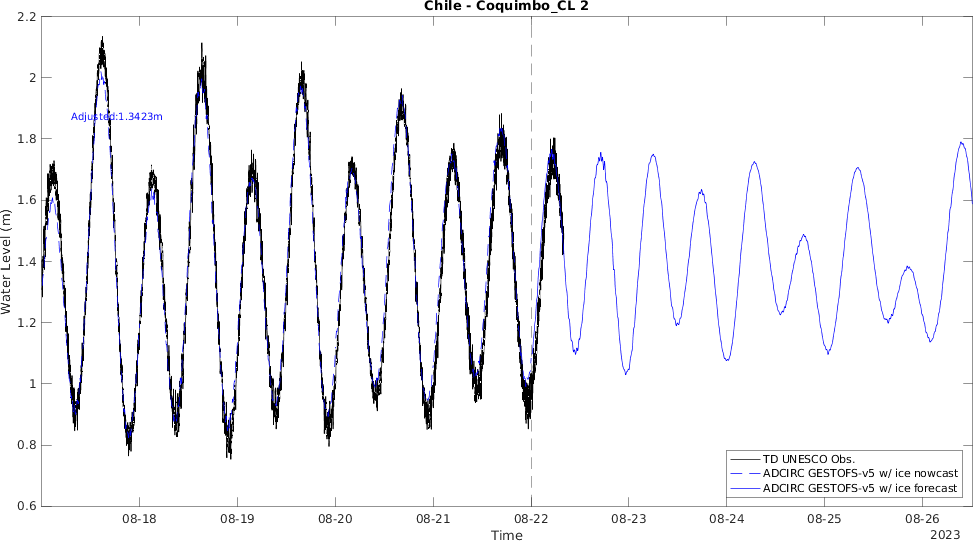 Chile - Coquimbo_CL 2
2.2
2
1.8
1.6
1.4
1.2
1
0.8
0.6
Water Level (m)
Adjusted:1.3423m
TD UNESCO Obs.
ADCIRC GESTOFS-v5 w/ ice nowcast
ADCIRC GESTOFS-v5 w/ ice forecast
08-18 08-19 08-20 08-21 08-22 08-23 08-24 08-25 08-26
Time
2023